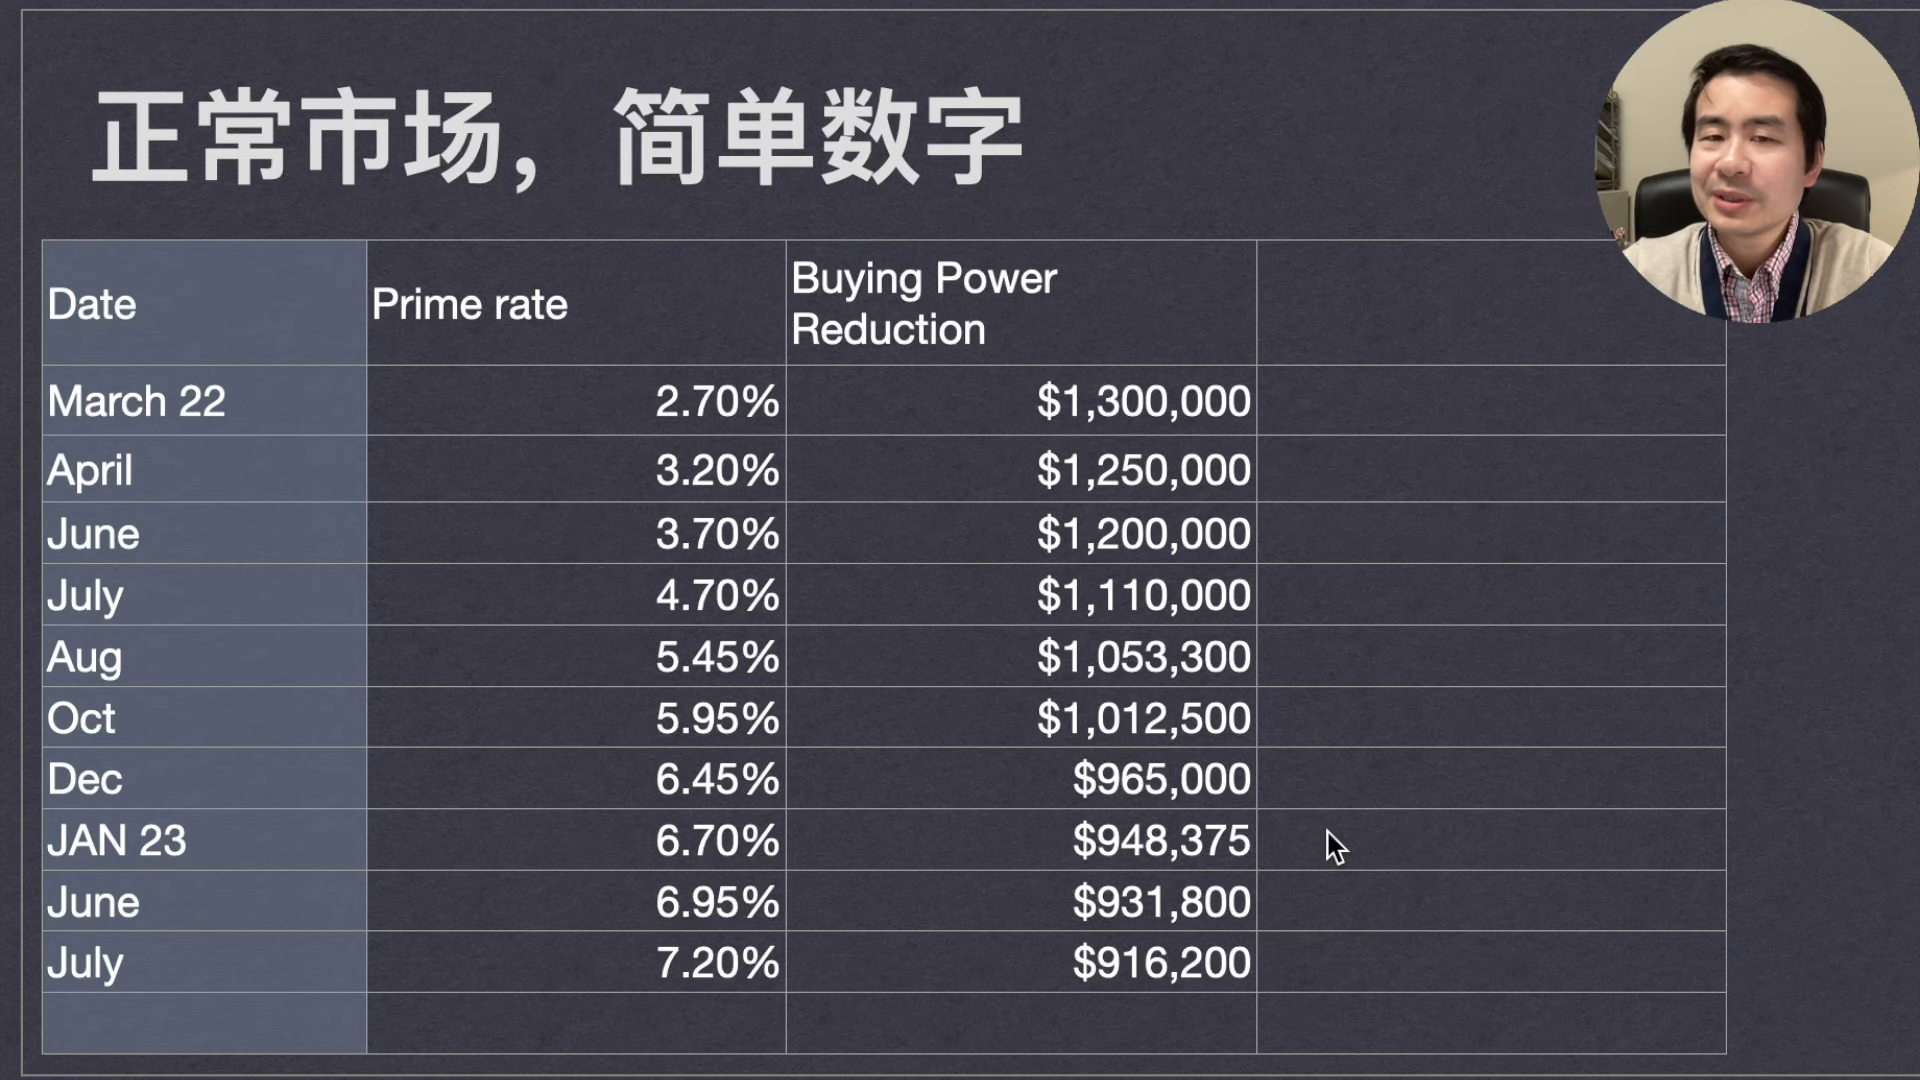 正常市场，简单数字
Date Prime rate Buying Power Reduction
March 22 2.70% $1,300,000
April 3.20% $1,250,000
June 3.70% $1,200,000
July 4.70% $1,110,000
Aug 5.45% $1,053,300
Oct 5.95% $1,012,500
Dec 6.45% $965,000
JAN 23 6.70% $948,375
June 6.95% $931,800
July 7.20% $916,200